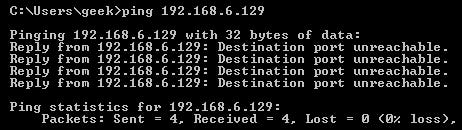 C:\Users\geek>ping 192.168.6.129
Pinging 192.168.6.129 with 32 bytes of data:
Reply from 192.168.6.129: Destination port unreachable.
Reply from 192.168.6.129: Destination port unreachable.
Reply from 192.168.6.129: Destination port unreachable.
Reply from 192.168.6.129: Destination port unreachable.
Ping statistics for 192.168.6.129:
    Packets: Sent = 4, Received = 4, Lost = 0 (0% loss),